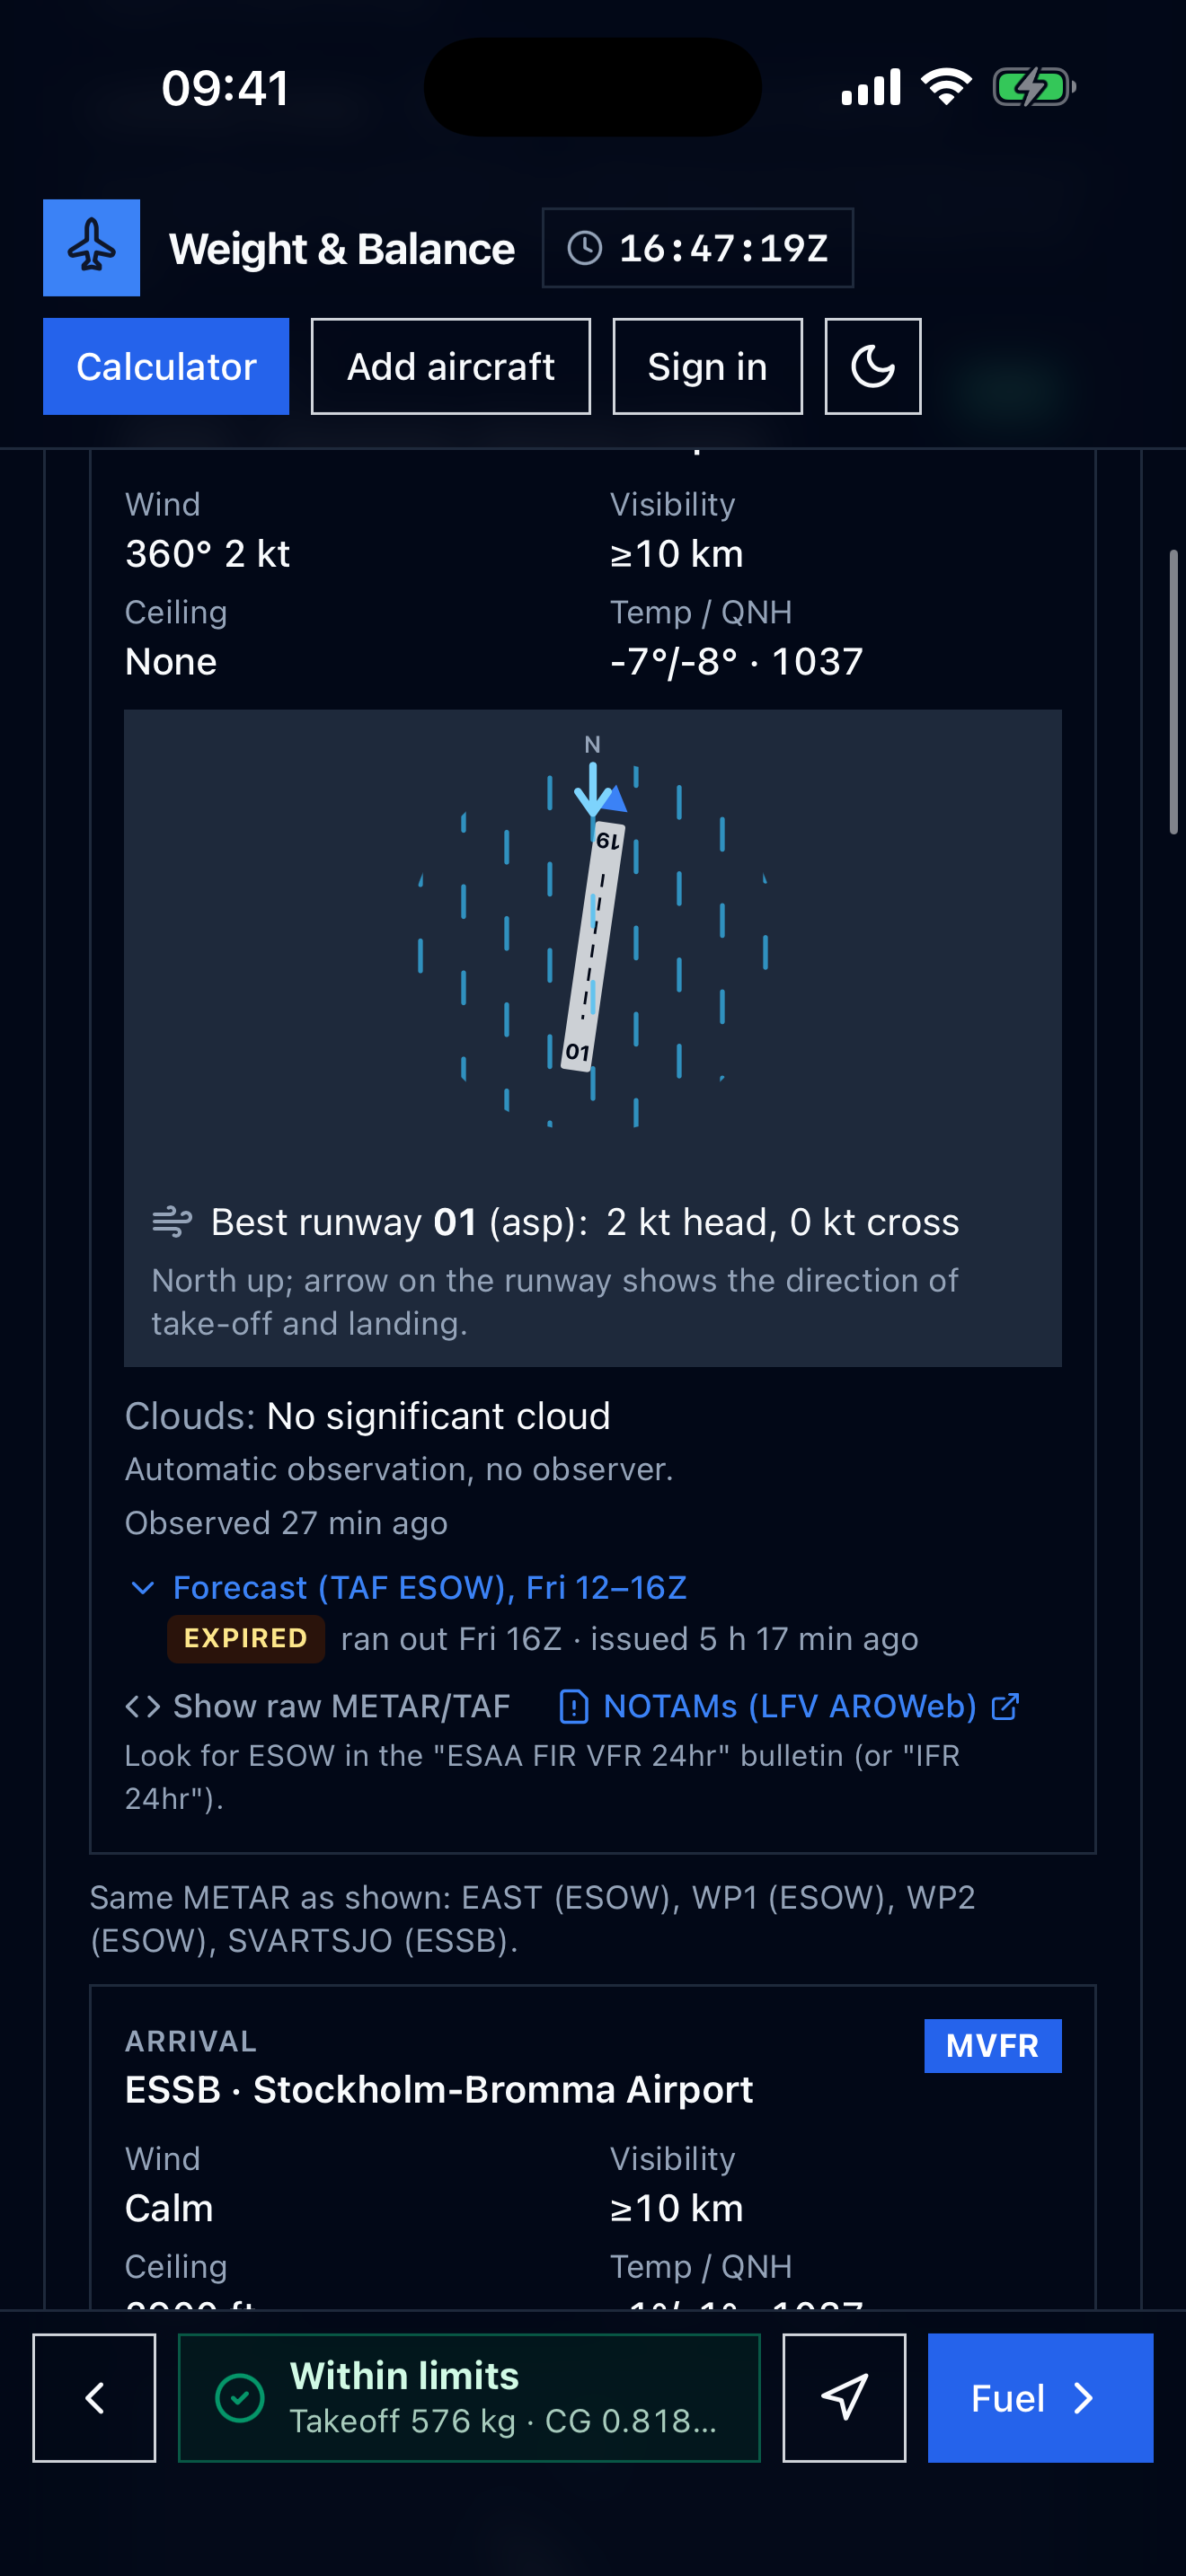 09:41
Weight & Balance
16:47:19Z
Calculator
Add aircraft
Sign in
Wind
360° 2 kt
Visibility
≥10 km
Ceiling
None
Temp / QNH
-7°/-8° · 1037
N
19
01
Best runway 01 (asp): 2 kt head, 0 kt cross
North up; arrow on the runway shows the direction of
take-off and landing.
Clouds: No significant cloud
Automatic observation, no observer.
Observed 27 min ago
Forecast (TAF ESOW), Fri 12–16Z
EXPIRED ran out Fri 16Z · issued 5 h 17 min ago
Show raw METAR/TAF
NOTAMs (LFV AROWeb)
Look for ESOW in the "ESAA FIR VFR 24hr" bulletin (or "IFR
24hr").
Same METAR as shown: EAST (ESOW), WP1 (ESOW), WP2
(ESOW), SVARTSJO (ESSB).
ARRIVAL
MVFR
ESSB · Stockholm-Bromma Airport
Wind
Calm
Visibility
≥10 km
Ceiling
Temp / QNH
Within limits
Takeoff 576 kg · CG 0.818...
Fuel